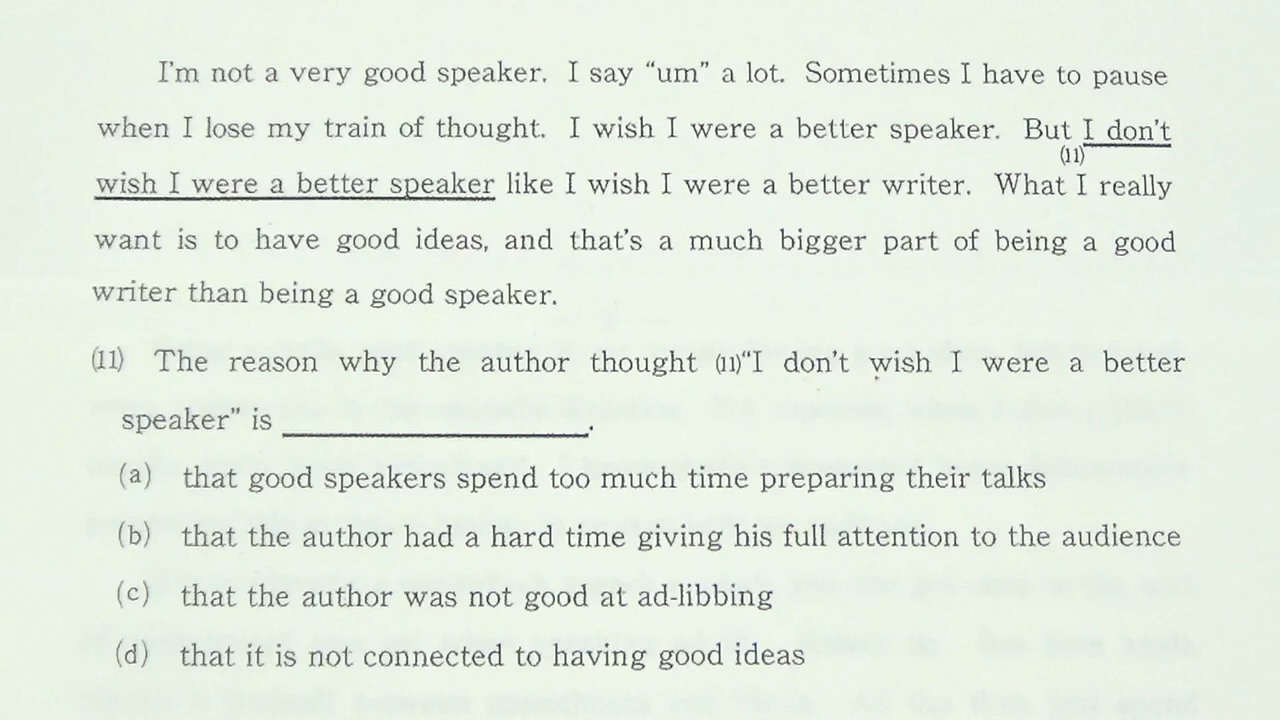 I'm not a very good speaker. I say “um” a lot. Sometimes I have to pause
when I lose my train of thought. I wish I were a better speaker. But I don't
(11)
wish I were a better speaker like I wish I were a better writer. What I really
want is to have good ideas, and that's a much bigger part of being a good
writer than being a good speaker.
(11) The reason why the author thought (11)“I don't wish I were a better
speaker” is ________.
(a) that good speakers spend too much time preparing their talks
(b) that the author had a hard time giving his full attention to the audience
(c) that the author was not good at ad-libbing
(d) that it is not connected to having good ideas